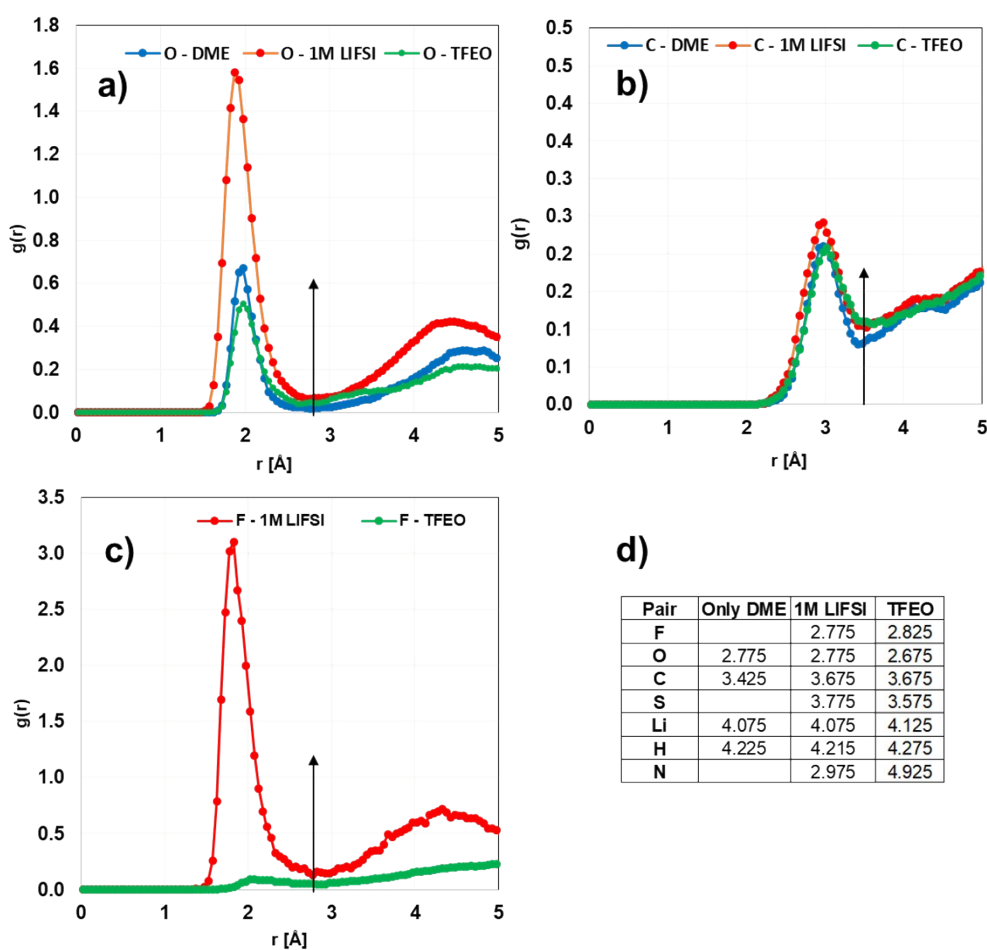 1.8
O - DME O - 1M LIFSI O - TFEO
1.6
a)
1.4
1.2
1.0
0.8
0.6
0.4
0.2
0.0
g(r)
0 1 2 3 4 5
r [Å]
0.5
C - DME C - 1M LIFSI C - TFEO
0.5
b)
0.4
0.4
0.3
0.3
0.2
0.2
0.1
0.1
0.0
g(r)
0 1 2 3 4 5
r [Å]
3.5
F - 1M LIFSI F - TFEO
3.0
c)
2.5
2.0
1.5
1.0
0.5
0.0
g(r)
0 1 2 3 4 5
r [Å]
d)
Pair Only DME 1M LIFSI TFEO
F 2.775 2.825
O 2.775 2.775 2.675
C 3.425 3.675 3.675
S 3.775 3.575
Li 4.075 4.075 4.125
H 4.225 4.215 4.275
N 2.975 4.925